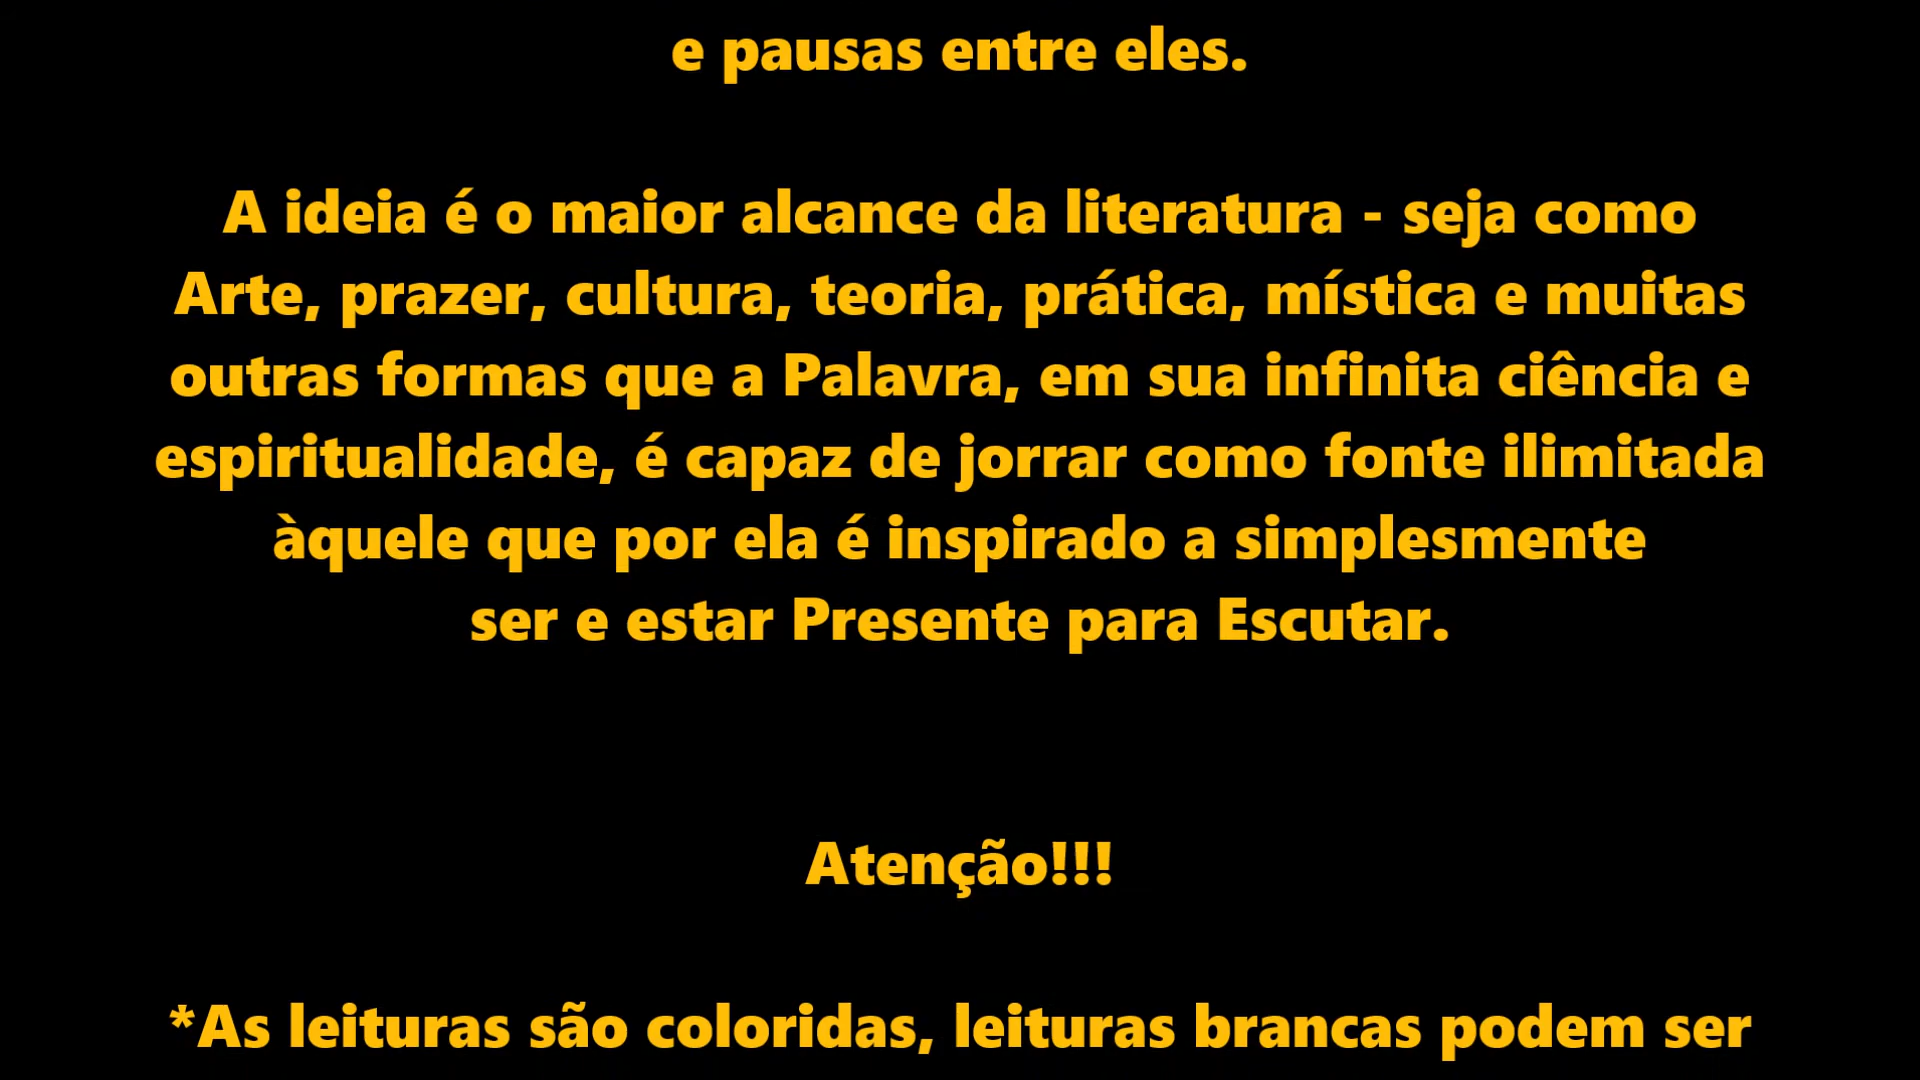 e pausas entre eles.
A ideia é o maior alcance da literatura - seja como
Arte, prazer, cultura, teoria, prática, mística e muitas
outras formas que a Palavra, em sua infinita ciência e
espiritualidade, é capaz de jorrar como fonte ilimitada
àquele que por ela é inspirado a simplesmente
ser e estar Presente para Escutar.
Atenção!!!
*As leituras são coloridas, leituras brancas podem ser